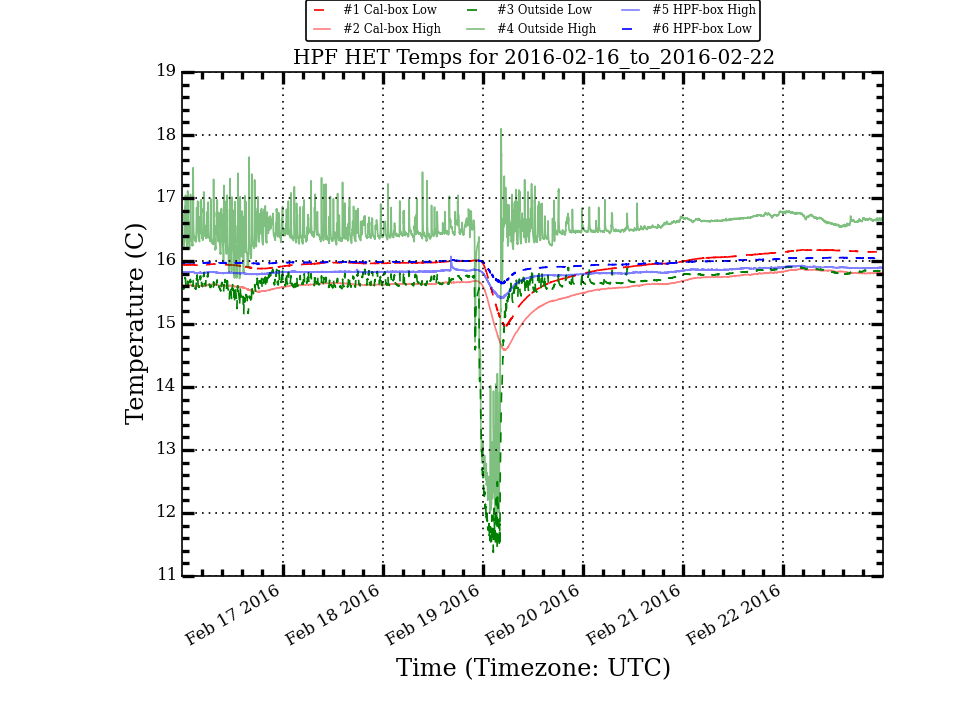 #1 Cal-box Low #3 Outside Low #5 HPF-box High
#2 Cal-box High #4 Outside High #6 HPF-box Low
HPF HET Temps for 2016-02-16_to_2016-02-22
19
18
17
16
15
14
13
12
11
Temperature (C)
Feb 17 2016
Feb 18 2016
Feb 19 2016
Feb 20 2016
Feb 21 2016
Feb 22 2016
Time (Timezone: UTC)